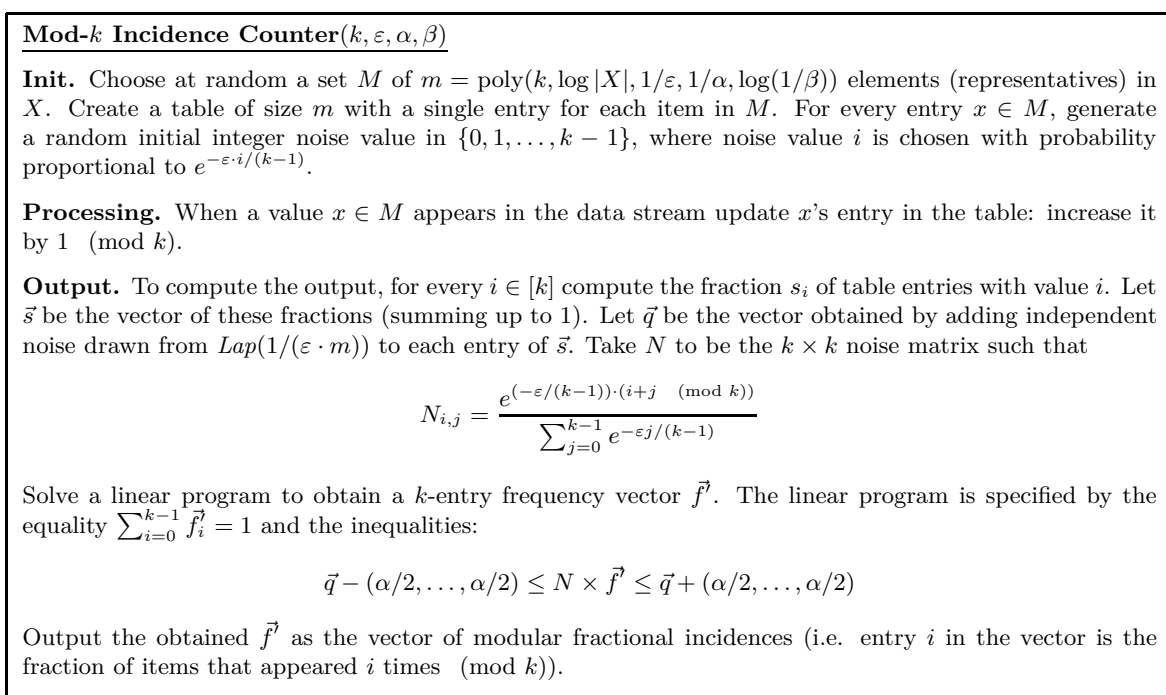 Mod-k Incidence Counter(k, ε, α, β)
Init. Choose at random a set M of m = poly(k, log |X|, 1/ε, 1/α, log(1/β)) elements (representatives) in
X. Create a table of size m with a single entry for each item in M. For every entry x ∈ M, generate
a random initial integer noise value in {0, 1, . . . , k − 1}, where noise value i is chosen with probability
proportional to e^{−ε·i/(k−1)}.
Processing. When a value x ∈ M appears in the data stream update x's entry in the table: increase it
by 1 (mod k).
Output. To compute the output, for every i ∈ [k] compute the fraction s_i of table entries with value i. Let
s⃗ be the vector of these fractions (summing up to 1). Let q⃗ be the vector obtained by adding independent
noise drawn from Lap(1/(ε · m)) to each entry of s⃗. Take N to be the k × k noise matrix such that
N_{i,j} = e^{(−ε/(k−1))·(i+j (mod k))} / ∑_{j=0}^{k−1} e^{−εj/(k−1)}
Solve a linear program to obtain a k-entry frequency vector f⃗′. The linear program is specified by the
equality ∑_{i=0}^{k−1} f⃗′_i = 1 and the inequalities:
q⃗ − (α/2, . . . , α/2) ≤ N × f⃗′ ≤ q⃗ + (α/2, . . . , α/2)
Output the obtained f⃗′ as the vector of modular fractional incidences (i.e. entry i in the vector is the
fraction of items that appeared i times (mod k)).